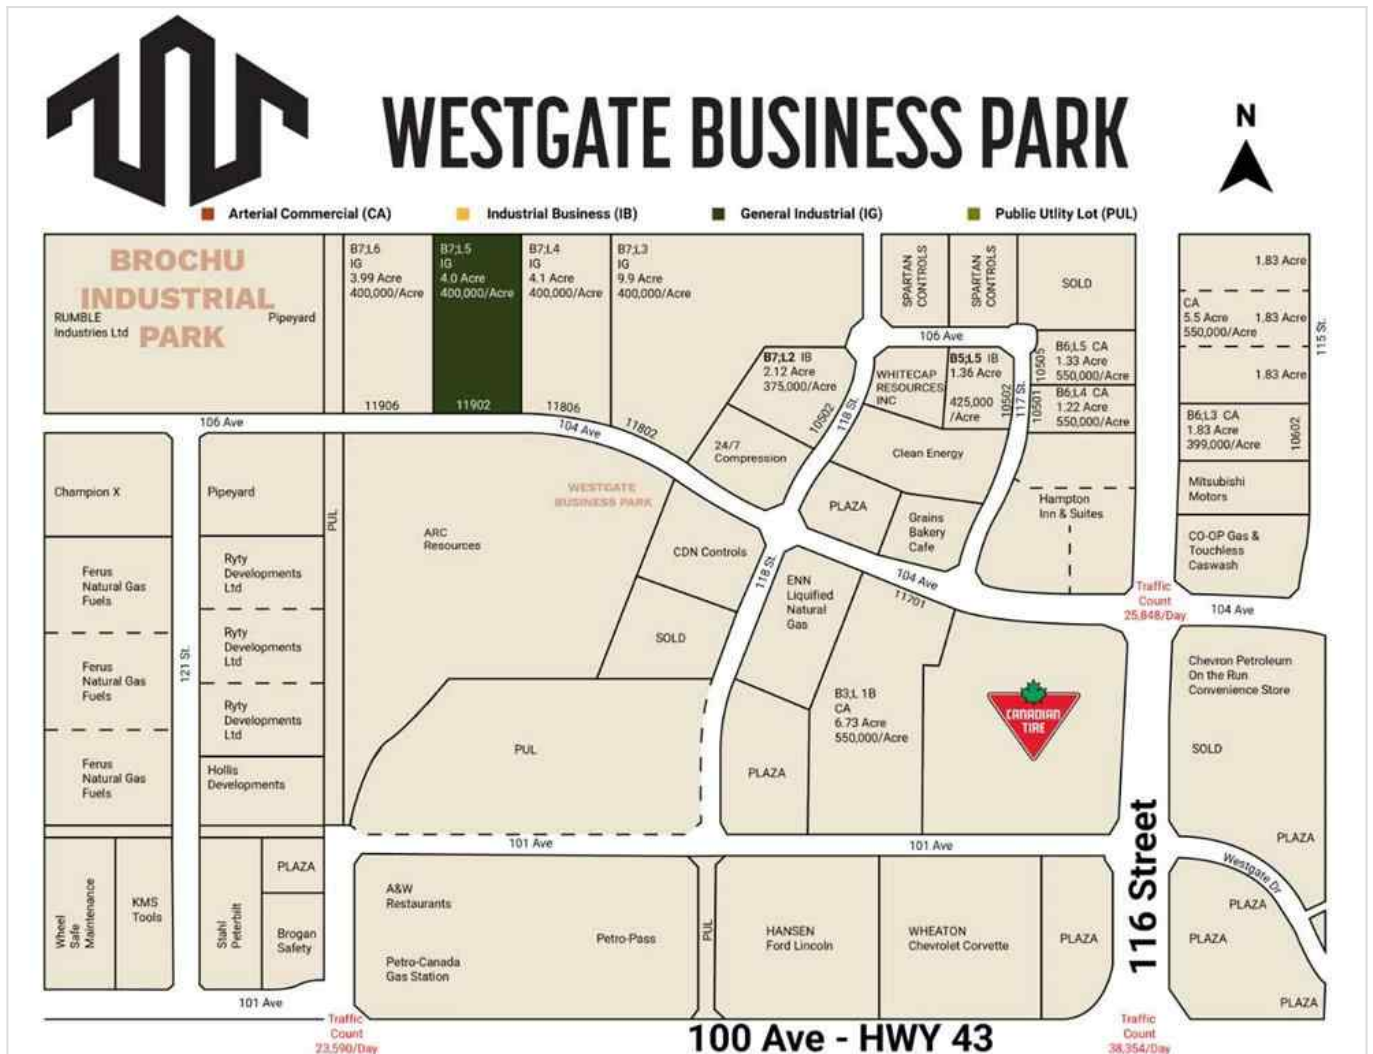 WESTGATE BUSINESS PARK
N
Arterial Commercial (CA)
Industrial Business (IB)
General Industrial (IG)
Public Utlity Lot (PUL)
BROCHU
INDUSTRIAL
PARK
RUMBLE
Industries Ltd
Pipeyard
B7;L6
IG
3.99 Acre
400,000/Acre
11906
B7;L5
IG
4.0 Acre
400,000/Acre
11902
B7;L4
IG
4.1 Acre
400,000/Acre
11806
B7;L3
IG
9.9 Acre
400,000/Acre
11802
SPARTAN
CONTROLS
SPARTAN
CONTROLS
SOLD
106 Ave
B7;L2 IB
2.12 Acre
375,000/Acre
10502
118 St.
WHITECAP
RESOURCES
INC
B5;L5 IB
1.36 Acre
425,000
/Acre
10502
117 St.
10505
B6;L5 CA
1.33 Acre
550,000/Acre
10501
B6;L4 CA
1.22 Acre
550,000/Acre
1.83 Acre
CA
5.5 Acre
550,000/Acre
1.83 Acre
1.83 Acre
115 St.
B6;L3 CA
1.83 Acre
399,000/Acre
10602
Mitsubishi
Motors
CO-OP Gas &
Touchless
Caswash
106 Ave
104 Ave
24/7
Compression
Clean Energy
PLAZA
Grains
Bakery
Cafe
Hampton
Inn & Suites
WESTGATE
BUSINESS PARK
Champion X
Pipeyard
PUL
ARC
Resources
CDN Controls
SOLD
118 St.
ENN
Liquified
Natural
Gas
104 Ave
11701
Traffic
Count
25,848/Day
104 Ave
Ferus
Natural Gas
Fuels
Ferus
Natural Gas
Fuels
Ferus
Natural Gas
Fuels
121 St.
Ryty
Developments
Ltd
Ryty
Developments
Ltd
Ryty
Developments
Ltd
Hollis
Developments
PUL
PLAZA
B3;L 1B
CA
6.73 Acre
550,000/Acre
CANADIAN
TIRE
Chevron Petroleum
On the Run
Convenience Store
SOLD
PLAZA
101 Ave
101 Ave
116 Street
Westgate Dr
PLAZA
PLAZA
PLAZA
Wheel
Safe
Maintenance
KMS
Tools
Stahl
Peterbilt
PLAZA
Brogan
Safety
A&W
Restaurants
Petro-Canada
Gas Station
Petro-Pass
PUL
HANSEN
Ford Lincoln
WHEATON
Chevrolet Corvette
PLAZA
101 Ave
Traffic
Count
23,590/Day
100 Ave - HWY 43
Traffic
Count
38,354/Day